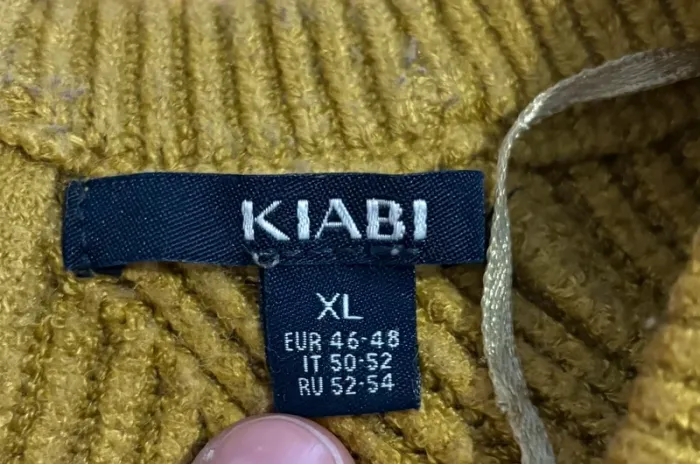 KIABI
XL
EUR 46-48
IT 50-52
RU 52-54